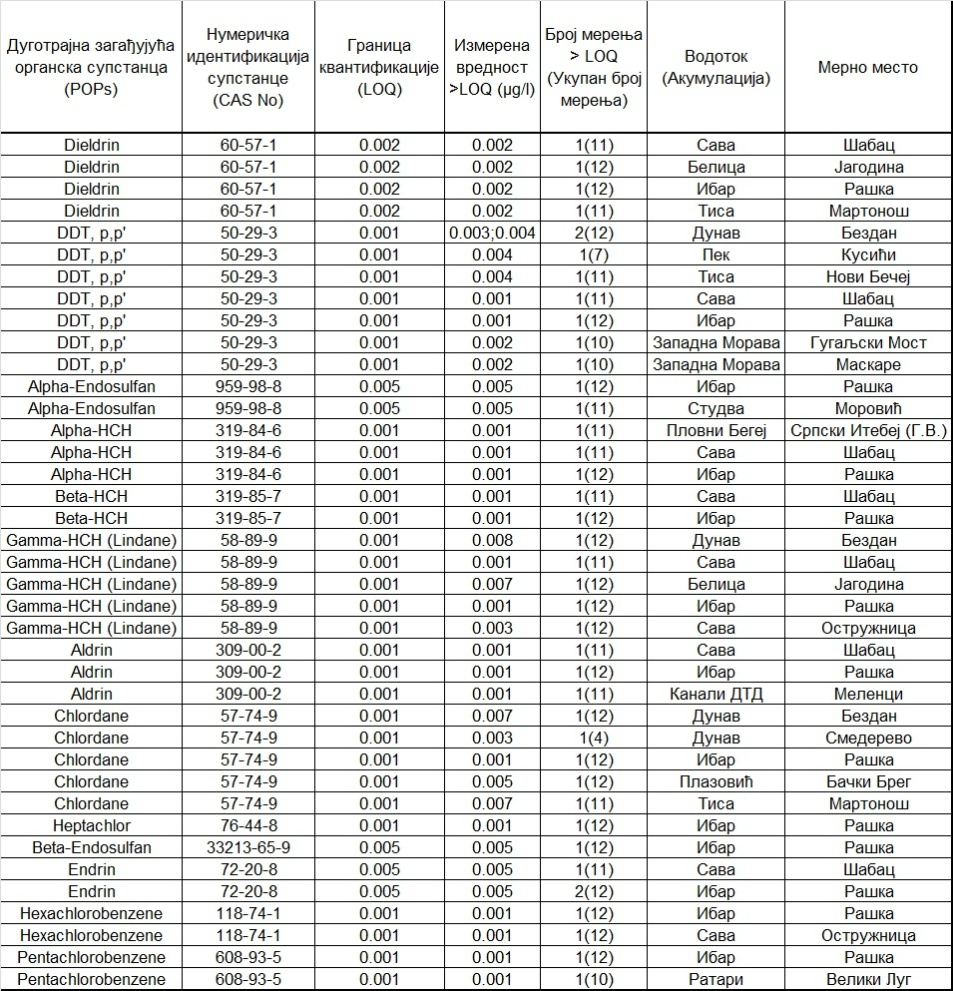 Дуготрајна загађујућа органска супстанца (POPs) Нумеричка идентификација супстанце (CAS No) Граница квантификације (LOQ) Измерена вредност >LOQ (µg/l) Број мерења > LOQ (Укупан број мерења) Водоток (Акумулација) Мерно место
Dieldrin 60-57-1 0.002 0.002 1(11) Сава Шабац
Dieldrin 60-57-1 0.002 0.002 1(12) Белица Јагодина
Dieldrin 60-57-1 0.002 0.002 1(12) Ибар Рашка
Dieldrin 60-57-1 0.002 0.002 1(11) Тиса Мартонош
DDT, p,p' 50-29-3 0.001 0.003;0.004 2(12) Дунав Бездан
DDT, p,p' 50-29-3 0.001 0.004 1(7) Пек Кусићи
DDT, p,p' 50-29-3 0.001 0.004 1(11) Тиса Нови Бечеј
DDT, p,p' 50-29-3 0.001 0.001 1(11) Сава Шабац
DDT, p,p' 50-29-3 0.001 0.001 1(12) Ибар Рашка
DDT, p,p' 50-29-3 0.001 0.002 1(10) Западна Морава Гугаљски Мост
DDT, p,p' 50-29-3 0.001 0.002 1(10) Западна Морава Маскаре
Alpha-Endosulfan 959-98-8 0.005 0.005 1(12) Ибар Рашка
Alpha-Endosulfan 959-98-8 0.005 0.005 1(11) Студва Моровић
Alpha-HCH 319-84-6 0.001 0.001 1(11) Пловни Бегеј Српски Итебеј (Г.В.)
Alpha-HCH 319-84-6 0.001 0.001 1(11) Сава Шабац
Alpha-HCH 319-84-6 0.001 0.001 1(12) Ибар Рашка
Beta-HCH 319-85-7 0.001 0.001 1(11) Сава Шабац
Beta-HCH 319-85-7 0.001 0.001 1(12) Ибар Рашка
Gamma-HCH (Lindane) 58-89-9 0.001 0.008 1(12) Дунав Бездан
Gamma-HCH (Lindane) 58-89-9 0.001 0.001 1(11) Сава Шабац
Gamma-HCH (Lindane) 58-89-9 0.001 0.007 1(12) Белица Јагодина
Gamma-HCH (Lindane) 58-89-9 0.001 0.001 1(12) Ибар Рашка
Gamma-HCH (Lindane) 58-89-9 0.001 0.003 1(12) Сава Остружница
Aldrin 309-00-2 0.001 0.001 1(11) Сава Шабац
Aldrin 309-00-2 0.001 0.001 1(12) Ибар Рашка
Aldrin 309-00-2 0.001 0.001 1(11) Канали ДТД Меленци
Chlordane 57-74-9 0.001 0.007 1(12) Дунав Бездан
Chlordane 57-74-9 0.001 0.003 1(4) Дунав Смедерево
Chlordane 57-74-9 0.001 0.001 1(12) Ибар Рашка
Chlordane 57-74-9 0.001 0.005 1(12) Плазовић Бачки Брег
Chlordane 57-74-9 0.001 0.007 1(11) Тиса Мартонош
Heptachlor 76-44-8 0.001 0.001 1(12) Ибар Рашка
Beta-Endosulfan 33213-65-9 0.005 0.005 1(12) Ибар Рашка
Endrin 72-20-8 0.005 0.005 1(11) Сава Шабац
Endrin 72-20-8 0.005 0.005 2(12) Ибар Рашка
Hexachlorobenzene 118-74-1 0.001 0.001 1(12) Ибар Рашка
Hexachlorobenzene 118-74-1 0.001 0.001 1(12) Сава Остружница
Pentachlorobenzene 608-93-5 0.001 0.001 1(12) Ибар Рашка
Pentachlorobenzene 608-93-5 0.001 0.001 1(10) Ратари Велики Луг